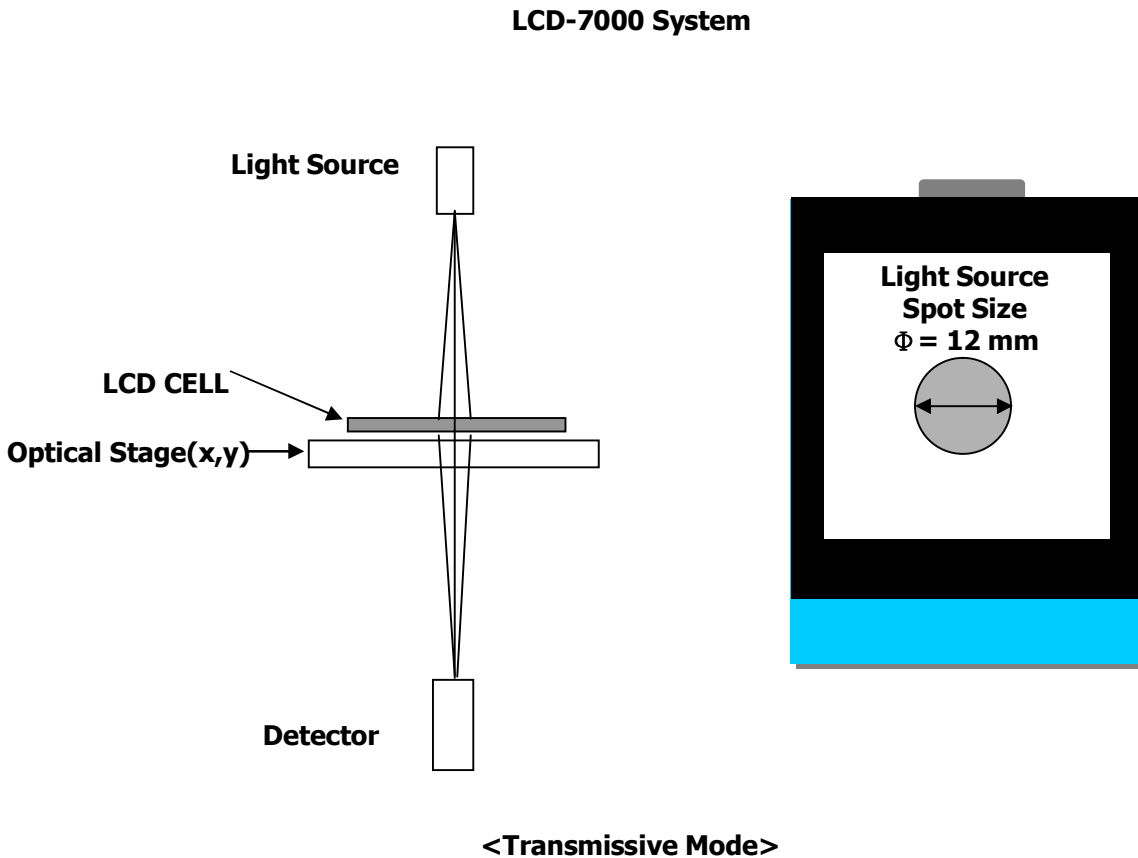 LCD-7000 System
Light Source
LCD CELL
Optical Stage(x,y)
Detector
Light Source
Spot Size
Φ = 12 mm
<Transmissive Mode>